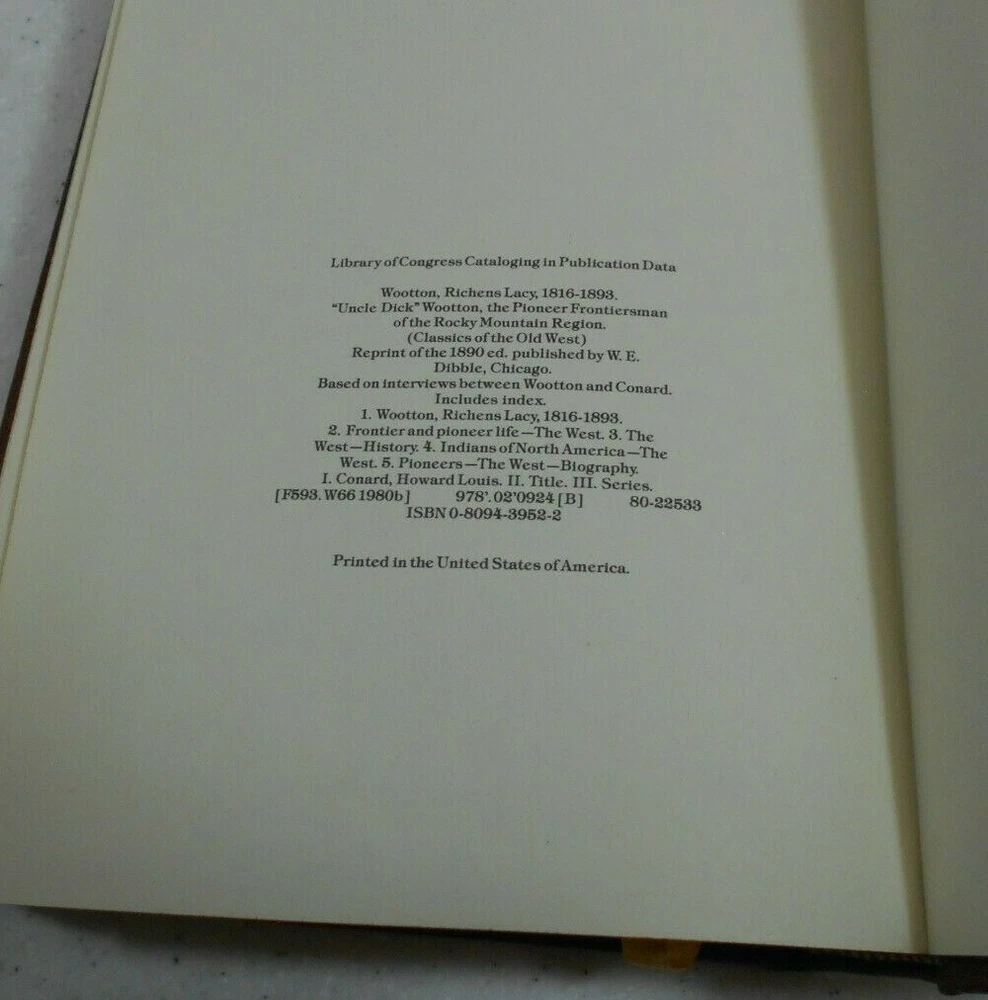 Library of Congress Cataloging in Publication Data
Wootton, Richens Lacy, 1816-1893.
"Uncle Dick" Wootton, the Pioneer Frontiersman
of the Rocky Mountain Region.
(Classics of the Old West)
Reprint of the 1890 ed. published by W. E.
Dibble, Chicago.
Based on interviews between Wootton and Conard.
Includes index.
1. Wootton, Richens Lacy, 1816-1893.
2. Frontier and pioneer life—The West. 3. The
West—History. 4. Indians of North America—The
West. 5. Pioneers—The West—Biography.
I. Conard, Howard Louis. II. Title. III. Series.
[F593. W66 1980b] 978'. 02'0924 [B] 80-22533
ISBN 0-8094-3952-2
Printed in the United States of America.